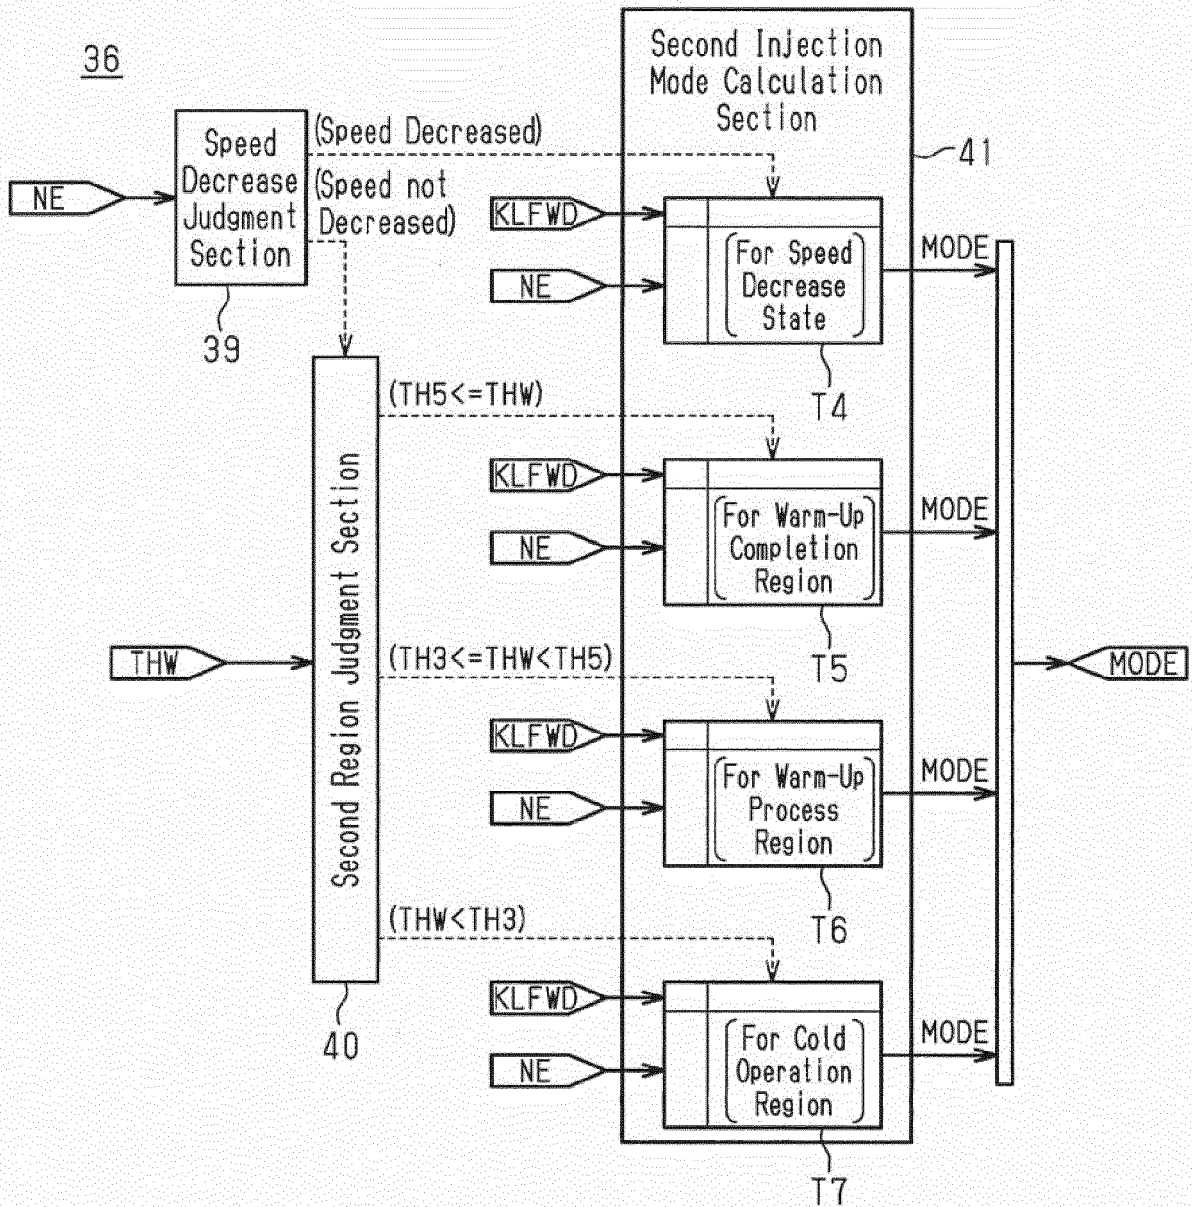 36
Second Injection
Mode Calculation
Section
41
NE
Speed
Decrease
Judgment
Section
39
(Speed Decreased)
(Speed not
Decreased)
KLFWD
NE
For Speed
Decrease
State
T4
MODE
(TH5<=THW)
KLFWD
NE
For Warm-Up
Completion
Region
T5
MODE
THW
Second Region Judgment Section
40
(TH3<=THW<TH5)
KLFWD
NE
For Warm-Up
Process
Region
T6
MODE
MODE
(THW<TH3)
KLFWD
NE
For Cold
Operation
Region
T7
MODE